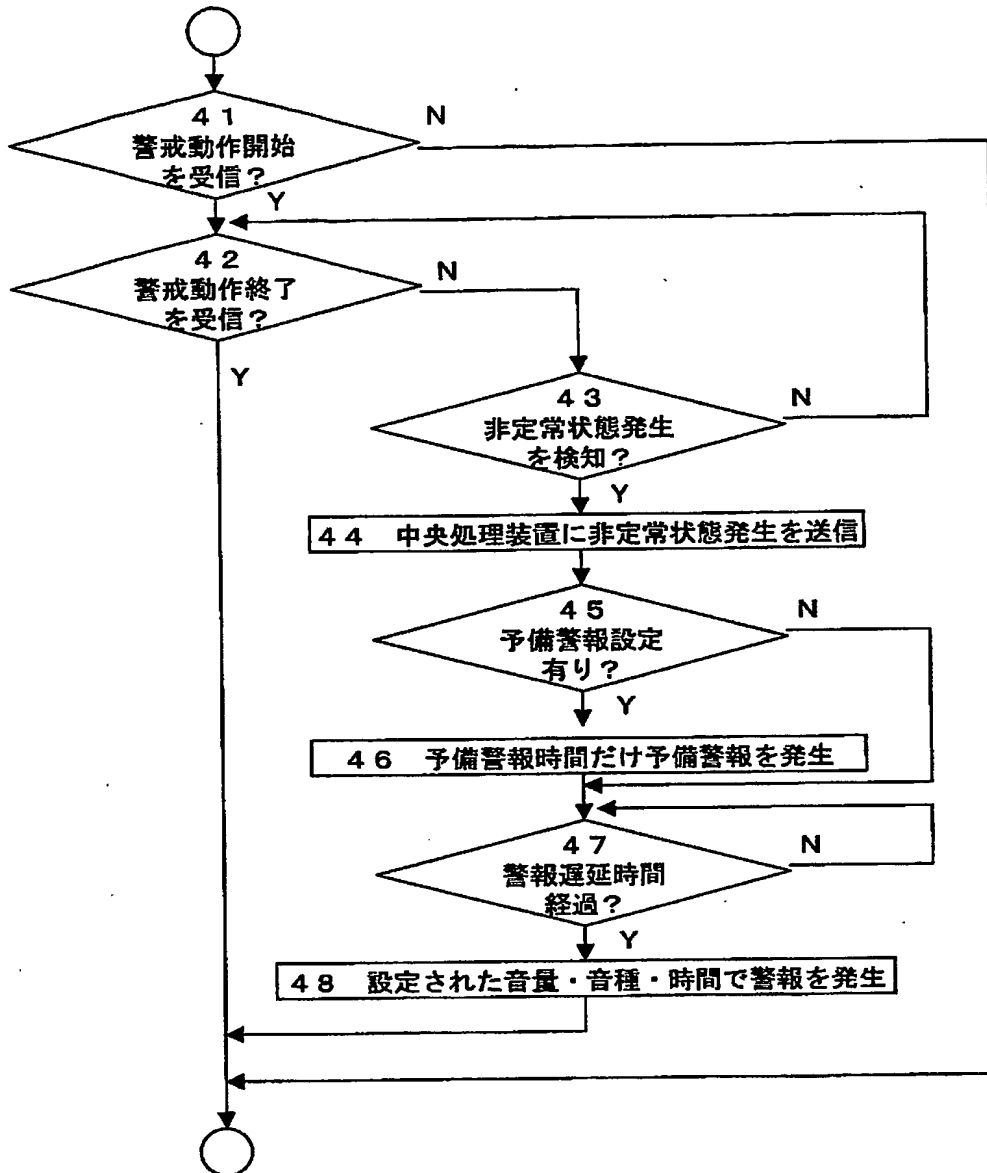 ４１
警戒動作開始
を受信？
N
Y
４２
警戒動作終了
を受信？
N
Y
４３
非定常状態発生
を検知？
N
Y
４４　中央処理装置に非定常状態発生を送信
４５
予備警報設定
有り？
N
Y
４６　予備警報時間だけ予備警報を発生
４７
警報遅延時間
経過？
N
Y
４８　設定された音量・音種・時間で警報を発生